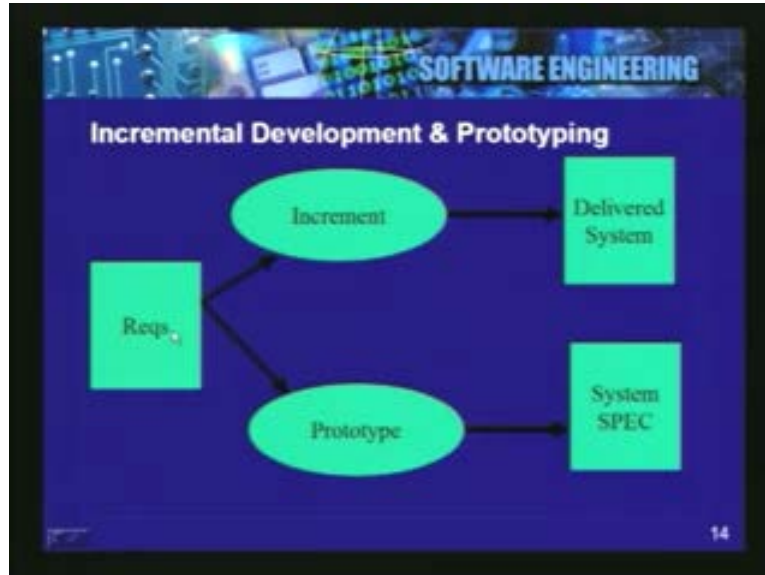 SOFTWARE ENGINEERING
Incremental Development & Prototyping
Increment
Delivered
System
Reqs
Prototype
System
SPEC
14